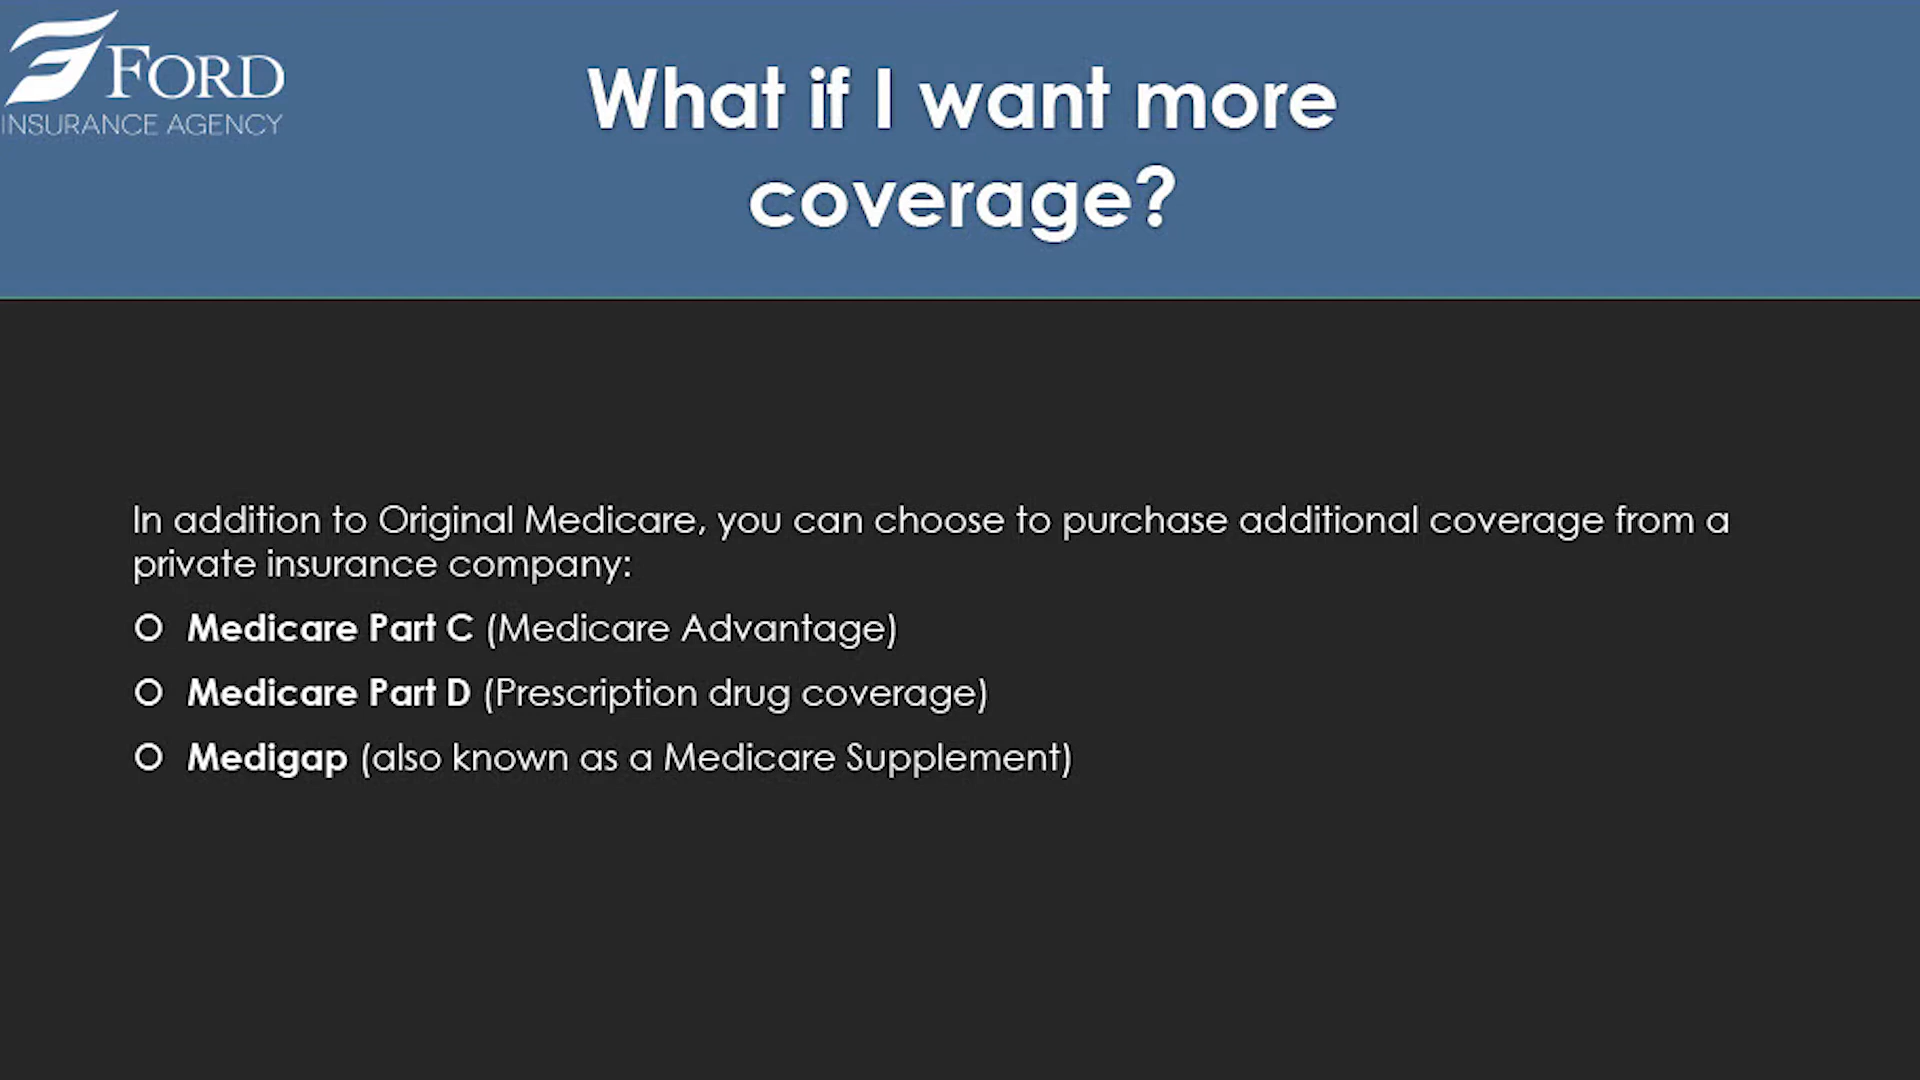 FORD
INSURANCE AGENCY
What if I want more
coverage?
In addition to Original Medicare, you can choose to purchase additional coverage from a
private insurance company:
Medicare Part C (Medicare Advantage)
Medicare Part D (Prescription drug coverage)
Medigap (also known as a Medicare Supplement)